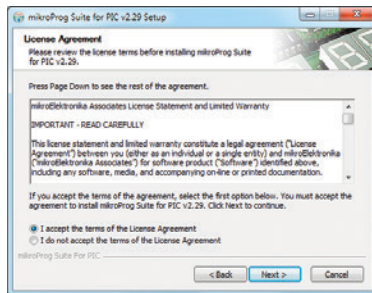 mikroProg Suite for PIC v2.29 Setup
License Agreement
Please review the license terms before installing mikroProg Suite
for PIC v2.29.
Press Page Down to see the rest of the agreement.
mikroElektronika Associates License Statement and Limited Warranty
IMPORTANT - READ CAREFULLY
This license statement and limited warranty constitute a legal agreement ("License
Agreement") between you (either as an individual or a single entity) and mikroElektronika
("mikroElektronika Associates") for software product ("Software") identified above,
including any software, media, and accompanying on-line or printed documentation.
If you accept the terms of the agreement, select the first option below. You must accept the
agreement to install mikroProg Suite for PIC v2.29. Click Next to continue.
I accept the terms of the License Agreement
I do not accept the terms of the License Agreement
mikroProg Suite For PIC
< Back Next > Cancel